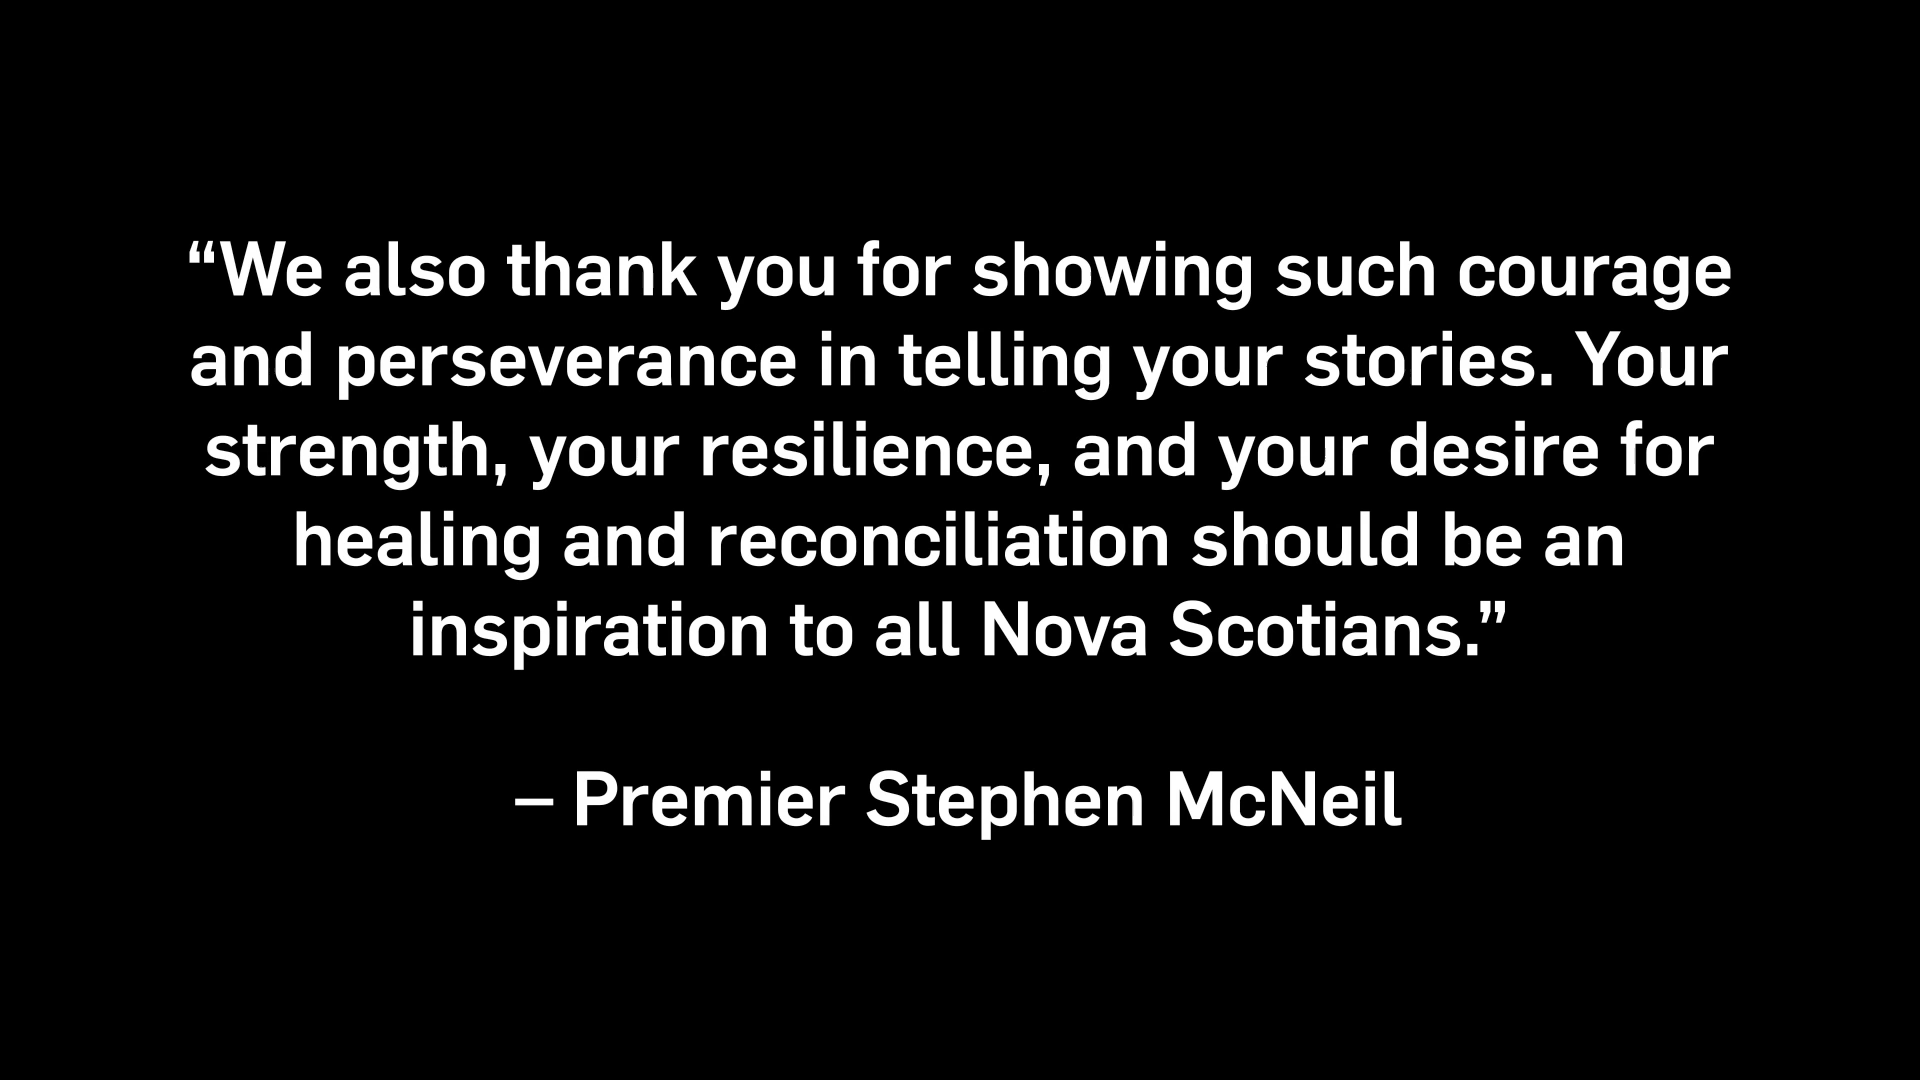 “We also thank you for showing such courage
and perseverance in telling your stories. Your
strength, your resilience, and your desire for
healing and reconciliation should be an
inspiration to all Nova Scotians.”
– Premier Stephen McNeil